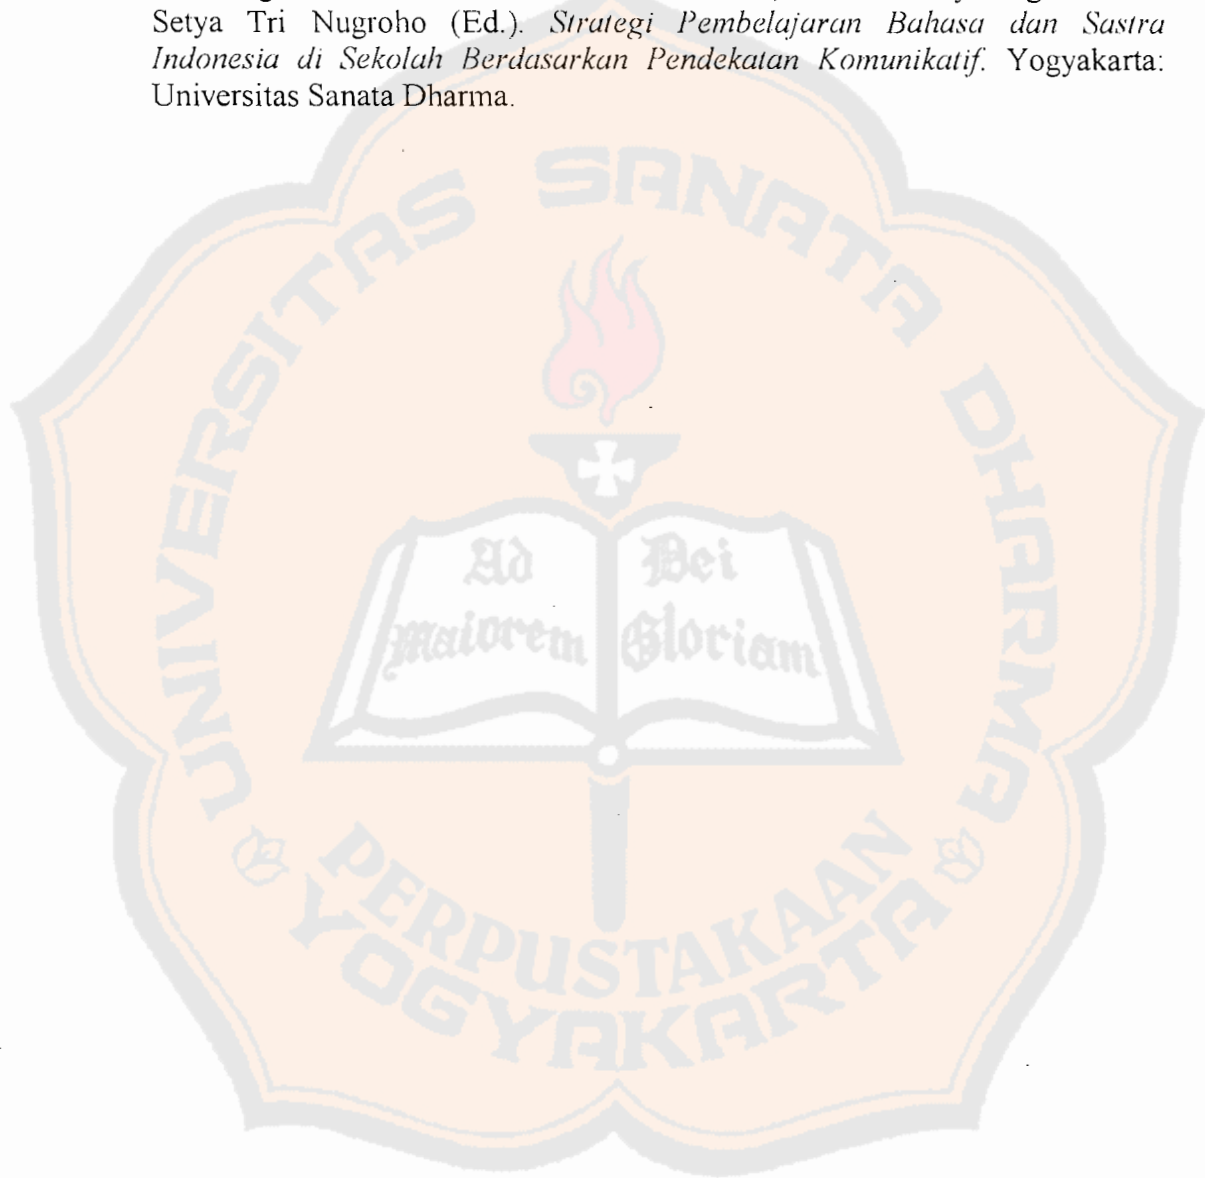 Setya Tri Nugroho (Ed.). Strategi Pembelajaran Bahasa dan Sastra
Indonesia di Sekolah Berdasarkan Pendekatan Komunikatif. Yogyakarta:
Universitas Sanata Dharma.
UNIVERSITAS SANATA DHARMA
Ad Dei
maiorem Gloriam
PERPUSTAKAAN
YOGYAKARTA